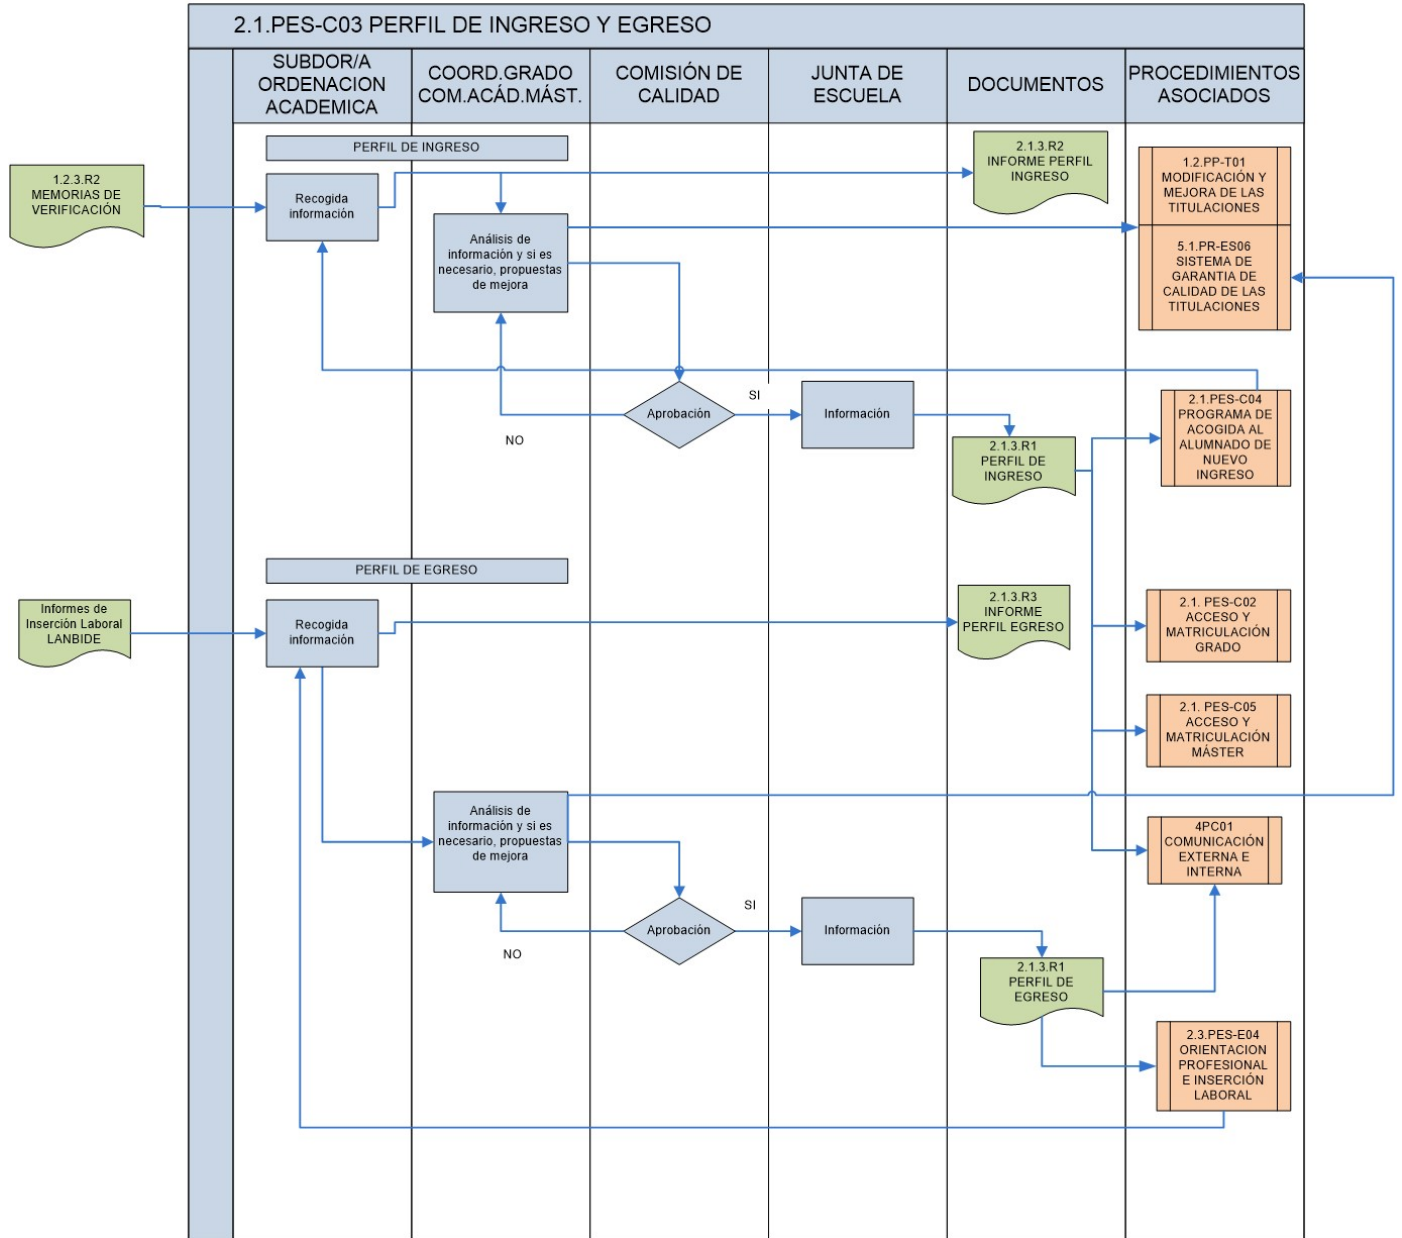 2.1.PES-C03 PERFIL DE INGRESO Y EGRESO
SUBDOR/A
ORDENACION
ACADEMICA
COORD.GRADO
COM.ACÁD.MÁST.
COMISIÓN DE
CALIDAD
JUNTA DE
ESCUELA
DOCUMENTOS
PROCEDIMIENTOS
ASOCIADOS
PERFIL DE INGRESO
1.2.3.R2
MEMORIAS DE
VERIFICACIÓN
Recogida
información
2.1.3.R2
INFORME PERFIL
INGRESO
1.2.PP-T01
MODIFICACIÓN Y
MEJORA DE LAS
TITULACIONES
Análisis de
información y si es
necesario, propuestas
de mejora
5.1.PR-ES06
SISTEMA DE
GARANTIA DE
CALIDAD DE LAS
TITULACIONES
Aprobación
SI
NO
Información
2.1.3.R1
PERFIL DE
INGRESO
2.1.PES-C04
PROGRAMA DE
ACOGIDA AL
ALUMNADO DE
NUEVO
INGRESO
PERFIL DE EGRESO
Informes de
Inserción Laboral
LANBIDE
Recogida
información
2.1.3.R3
INFORME
PERFIL EGRESO
2.1. PES-C02
ACCESO Y
MATRICULACIÓN
GRADO
2.1. PES-C05
ACCESO Y
MATRICULACIÓN
MÁSTER
Análisis de
información y si es
necesario, propuestas
de mejora
4PC01
COMUNICACIÓN
EXTERNA E
INTERNA
Aprobación
SI
NO
Información
2.1.3.R1
PERFIL DE
EGRESO
2.3.PES-E04
ORIENTACION
PROFESIONAL
E INSERCIÓN
LABORAL